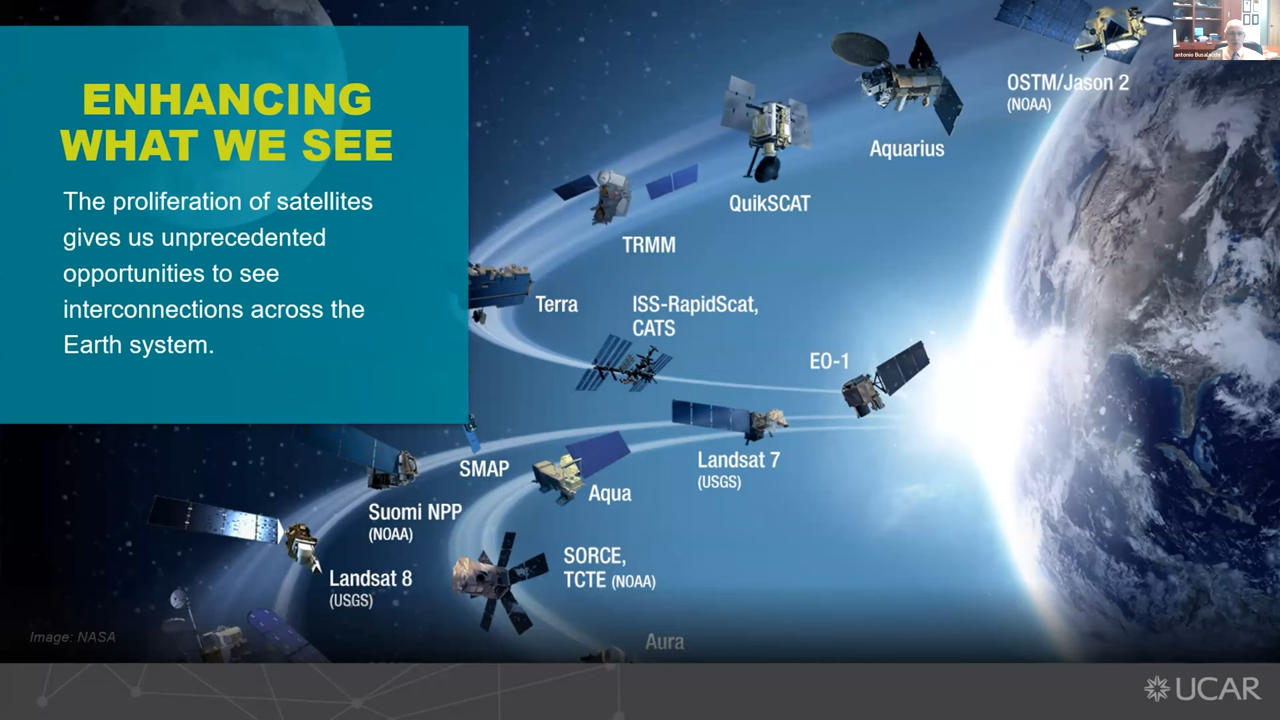 ENHANCING
WHAT WE SEE
The proliferation of satellites
gives us unprecedented
opportunities to see
interconnections across the
Earth system.
antonio Busalacchi
OSTM/Jason 2
(NOAA)
Aquarius
QuikSCAT
TRMM
Terra
ISS-RapidScat,
CATS
EO-1
Landsat 7
(USGS)
SMAP
Aqua
Suomi NPP
(NOAA)
SORCE,
TCTE (NOAA)
Landsat 8
(USGS)
Aura
Image: NASA
UCAR